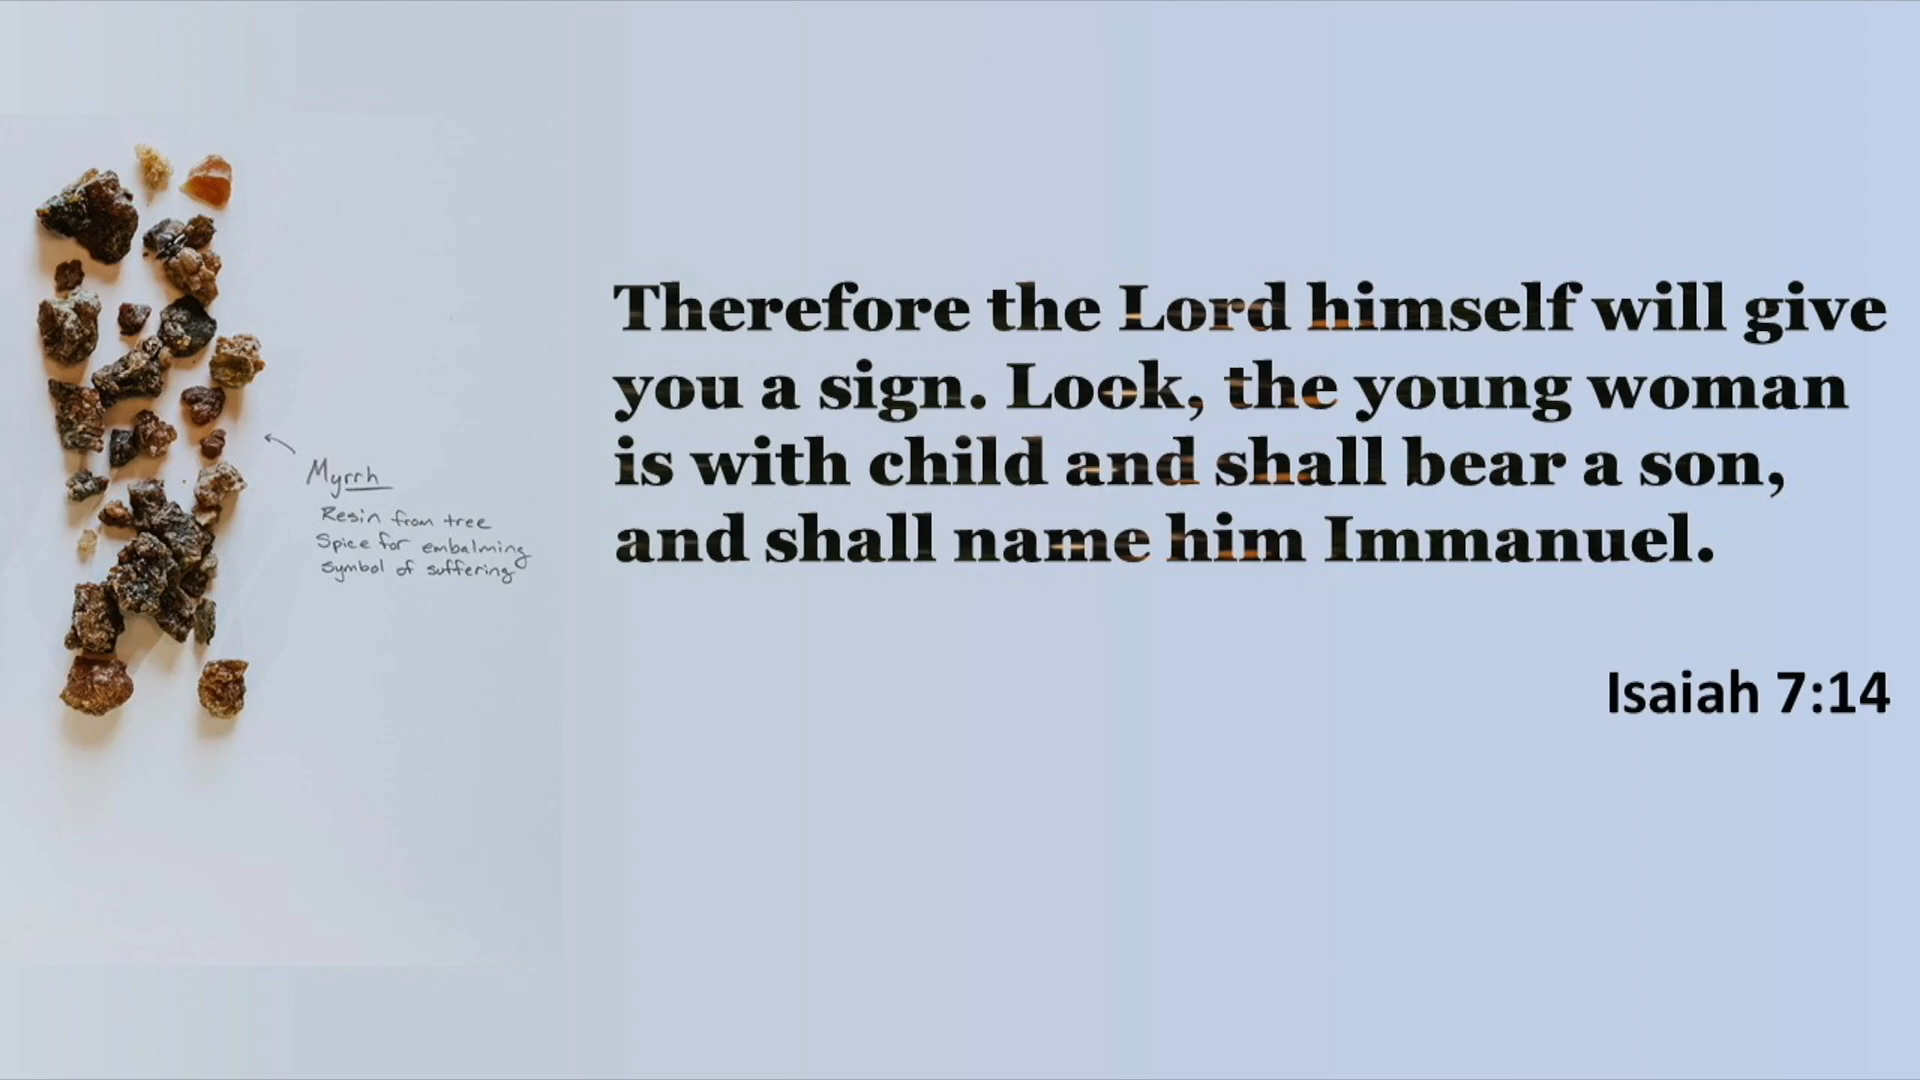 Therefore the Lord himself will give
you a sign. Look, the young woman
is with child and shall bear a son,
and shall name him Immanuel.
Isaiah 7:14
Myrrh
Resin from tree
Spice for embalming
Symbol of suffering